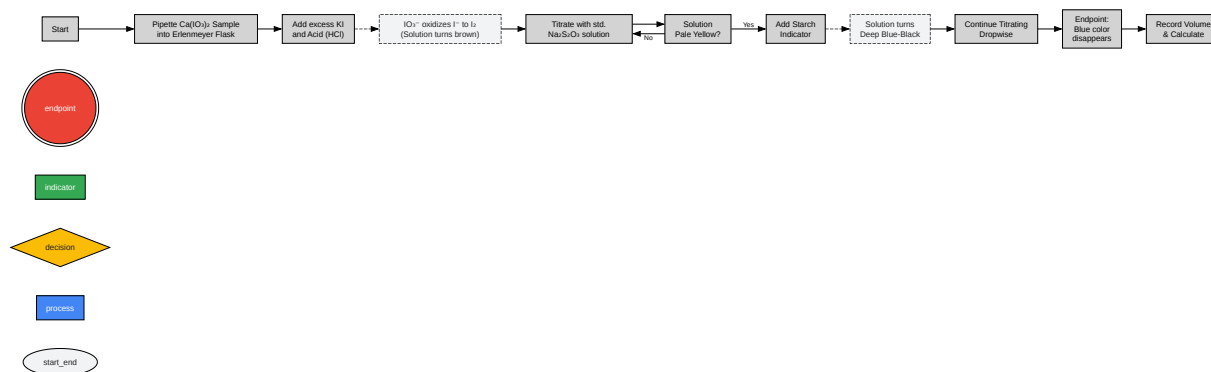 Start
Pipette Ca(IO₃)₂ Sample
into Erlenmeyer Flask
Add excess KI
and Acid (HCl)
IO₃⁻ oxidizes I⁻ to I₂
(Solution turns brown)
Titrate with std.
Na₂S₂O₃ solution
No
Solution
Pale Yellow?
Yes
Add Starch
Indicator
Solution turns
Deep Blue-Black
Continue Titrating
Dropwise
Endpoint:
Blue color
disappears
Record Volume
& Calculate
endpoint
indicator
decision
process
start_end